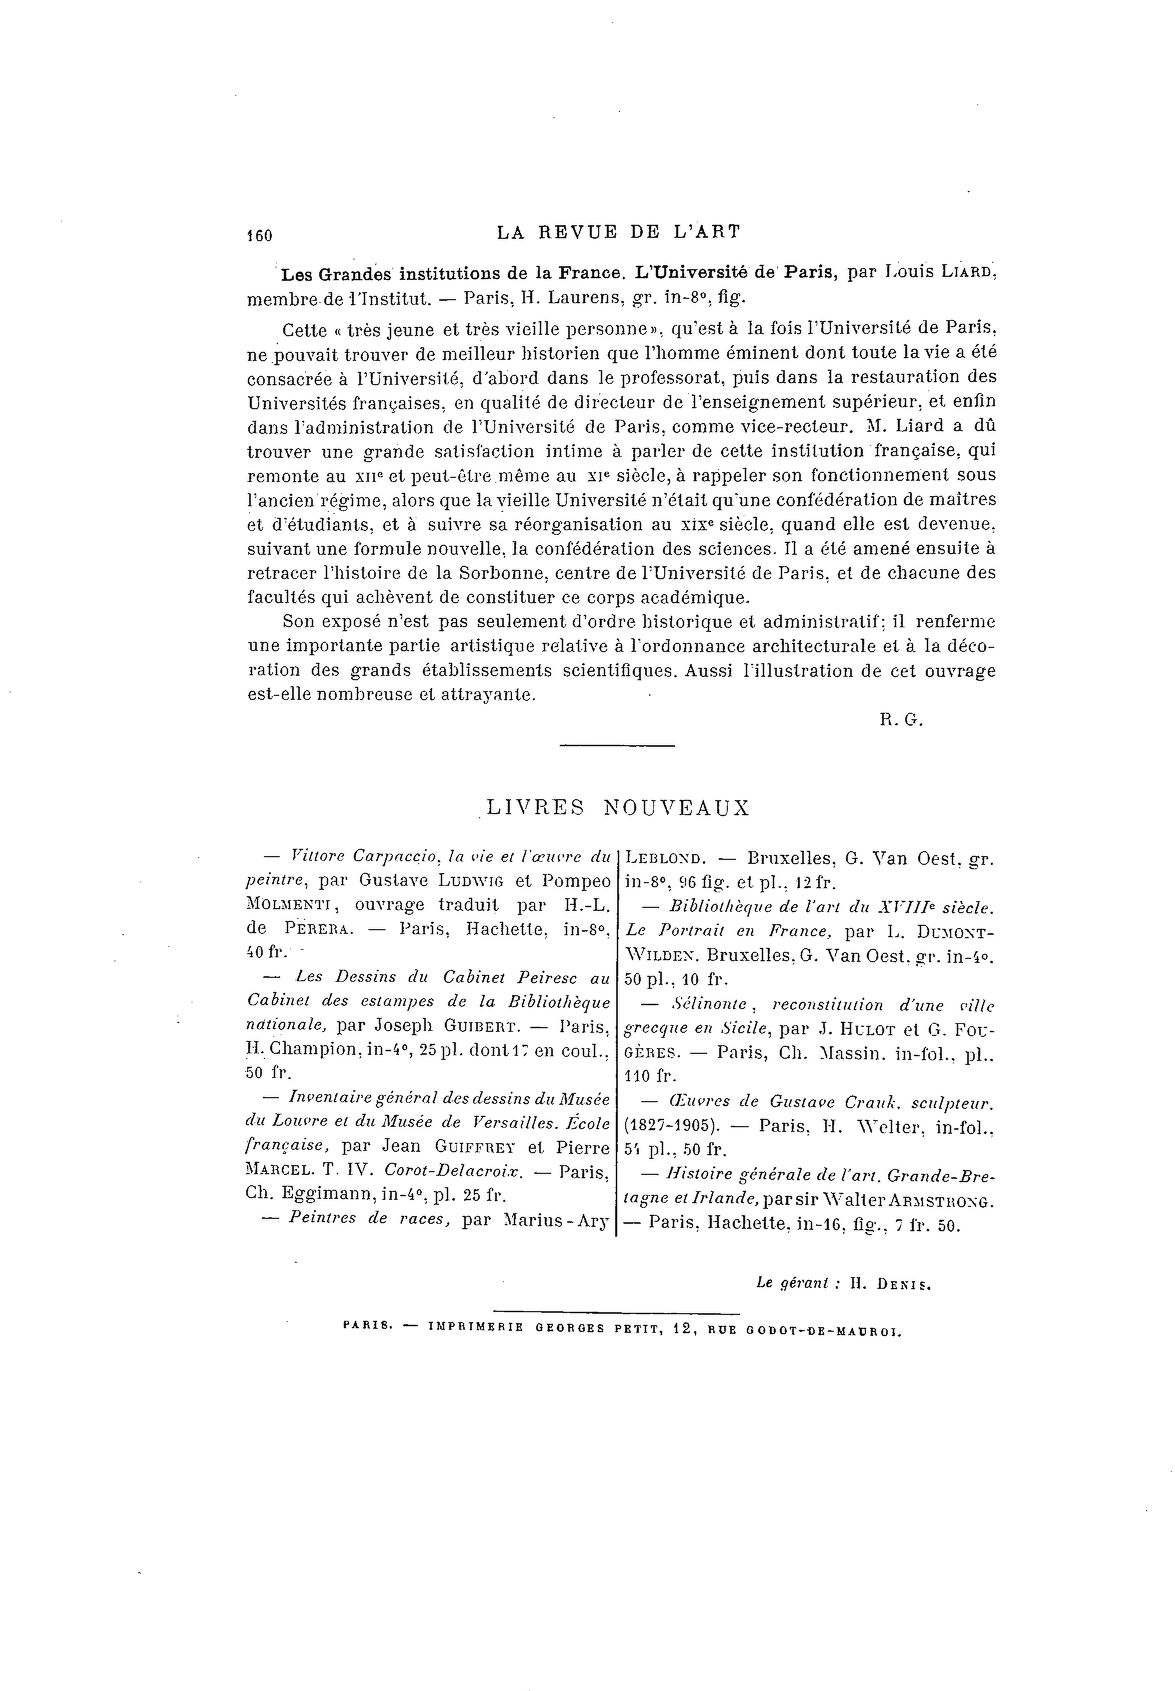 160
LA REVUE DE L'ART
Les Grandes institutions de la France. L'Université de Paris, par Louis LIARD,
membre de l'Institut. — Paris, H. Laurens, gr. in-8°, fig.
Cette « très jeune et très vieille personne », qu'est à la fois l'Université de Paris,
ne pouvait trouver de meilleur historien que l'homme éminent dont toute la vie a été
consacrée à l'Université, d'abord dans le professorat, puis dans la restauration des
Universités françaises, en qualité de directeur de l'enseignement supérieur, et enfin
dans l'administration de l'Université de Paris, comme vice-recteur. M. Liard a dû
trouver une grande satisfaction intime à parler de cette institution française, qui
remonte au XIIe et peut-être même au XIe siècle, à rappeler son fonctionnement sous
l'ancien régime, alors que la vieille Université n'était qu'une confédération de maîtres
et d'étudiants, et à suivre sa réorganisation au XIXe siècle, quand elle est devenue,
suivant une formule nouvelle, la confédération des sciences. Il a été amené ensuite à
retracer l'histoire de la Sorbonne, centre de l'Université de Paris, et de chacune des
facultés qui achèvent de constituer ce corps académique.
Son exposé n'est pas seulement d'ordre historique et administratif; il renferme
une importante partie artistique relative à l'ordonnance architecturale et à la déco-
ration des grands établissements scientifiques. Aussi l'illustration de cet ouvrage
est-elle nombreuse et attrayante.
R. G.
LIVRES NOUVEAUX
— Vittore Carpaccio, la vie et l'œuvre du
peintre, par Gustave LUDWIG et Pompeo
MOLMENTI, ouvrage traduit par H.-L.
de PERERA. — Paris, Hachette, in-8°,
40 fr.
— Les Dessins du Cabinet Peiresc au
Cabinet des estampes de la Bibliothèque
nationale, par Joseph GUIBERT. — Paris,
H. Champion, in-4°, 25 pl. dont 17 en coul.,
50 fr.
— Inventaire général des dessins du Musée
du Louvre et du Musée de Versailles. École
française, par Jean GUIFFREY et Pierre
MARCEL. T. IV. Corot-Delacroix. — Paris,
Ch. Eggimann, in-4°, pl. 25 fr.
— Peintres de races, par Marius-Ary
LEBLOND. — Bruxelles, G. Van Oest, gr.
in-8°, 96 fig. et pl., 12 fr.
— Bibliothèque de l'art du XVIIIe siècle.
Le Portrait en France, par L. DUMONT-
WILDEN. Bruxelles, G. Van Oest, gr. in-4°.
50 pl., 10 fr.
— Sélinonte, reconstitution d'une ville
grecque en Sicile, par J. HULOT et G. FOU-
GÈRES. — Paris, Ch. Massin, in-fol., pl..
110 fr.
— Œuvres de Gustave Crauk, sculpteur.
(1827-1905). — Paris, H. Welter, in-fol.,
54 pl., 50 fr.
— Histoire générale de l'art. Grande-Bre-
tagne et Irlande, par sir Walter ARMSTRONG.
— Paris, Hachette, in-16, fig., 7 fr. 50.
Le gérant : H. DENIS.
PARIS. — IMPRIMERIE GEORGES PETIT, 12, RUE GODOT-DE-MAUROI.